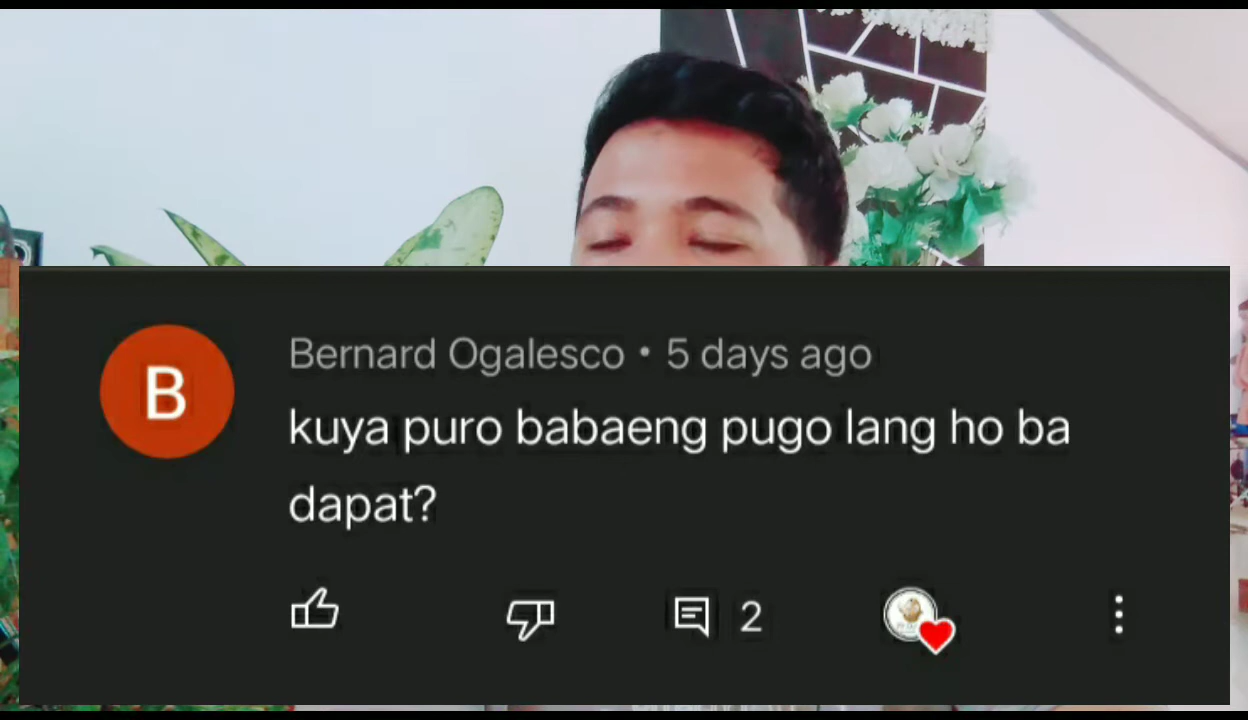 B
Bernard Ogalesco • 5 days ago
kuya puro babaeng pugo lang ho ba
dapat?
2